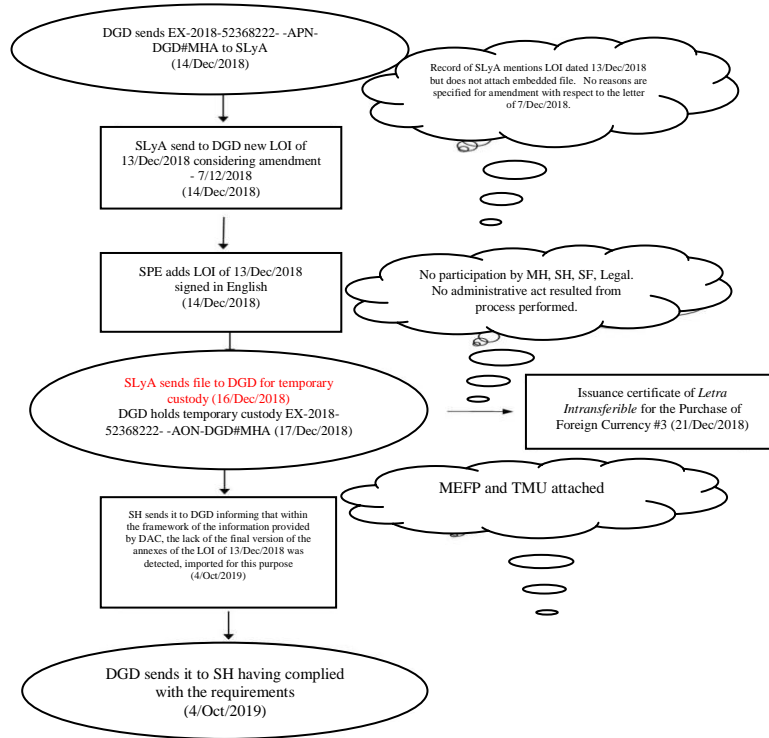 DGD sends EX-2018-52368222- -APN-
DGD#MHA to SLyA
(14/Dec/2018)
Record of SLyA mentions LOI dated 13/Dec/2018
but does not attach embedded file.  No reasons are
specified for amendment with respect to the letter
of 7/Dec/2018.
SLyA send to DGD new LOI of
13/Dec/2018 considering amendment
- 7/12/2018
(14/Dec/2018)
SPE adds LOI of 13/Dec/2018
signed in English
(14/Dec/2018)
No participation by MH, SH, SF, Legal.
No administrative act resulted from
process performed.
SLyA sends file to DGD for temporary
custody (16/Dec/2018)
DGD holds temporary custody EX-2018-
52368222- -AON-DGD#MHA (17/Dec/2018)
Issuance certificate of Letra
Intransferible for the Purchase of
Foreign Currency #3 (21/Dec/2018)
MEFP and TMU attached
SH sends it to DGD informing that within
the framework of the information provided
by DAC, the lack of the final version of the
annexes of the LOI of 13/Dec/2018 was
detected, imported for this purpose
(4/Oct/2019)
DGD sends it to SH having complied
with the requirements
(4/Oct/2019)